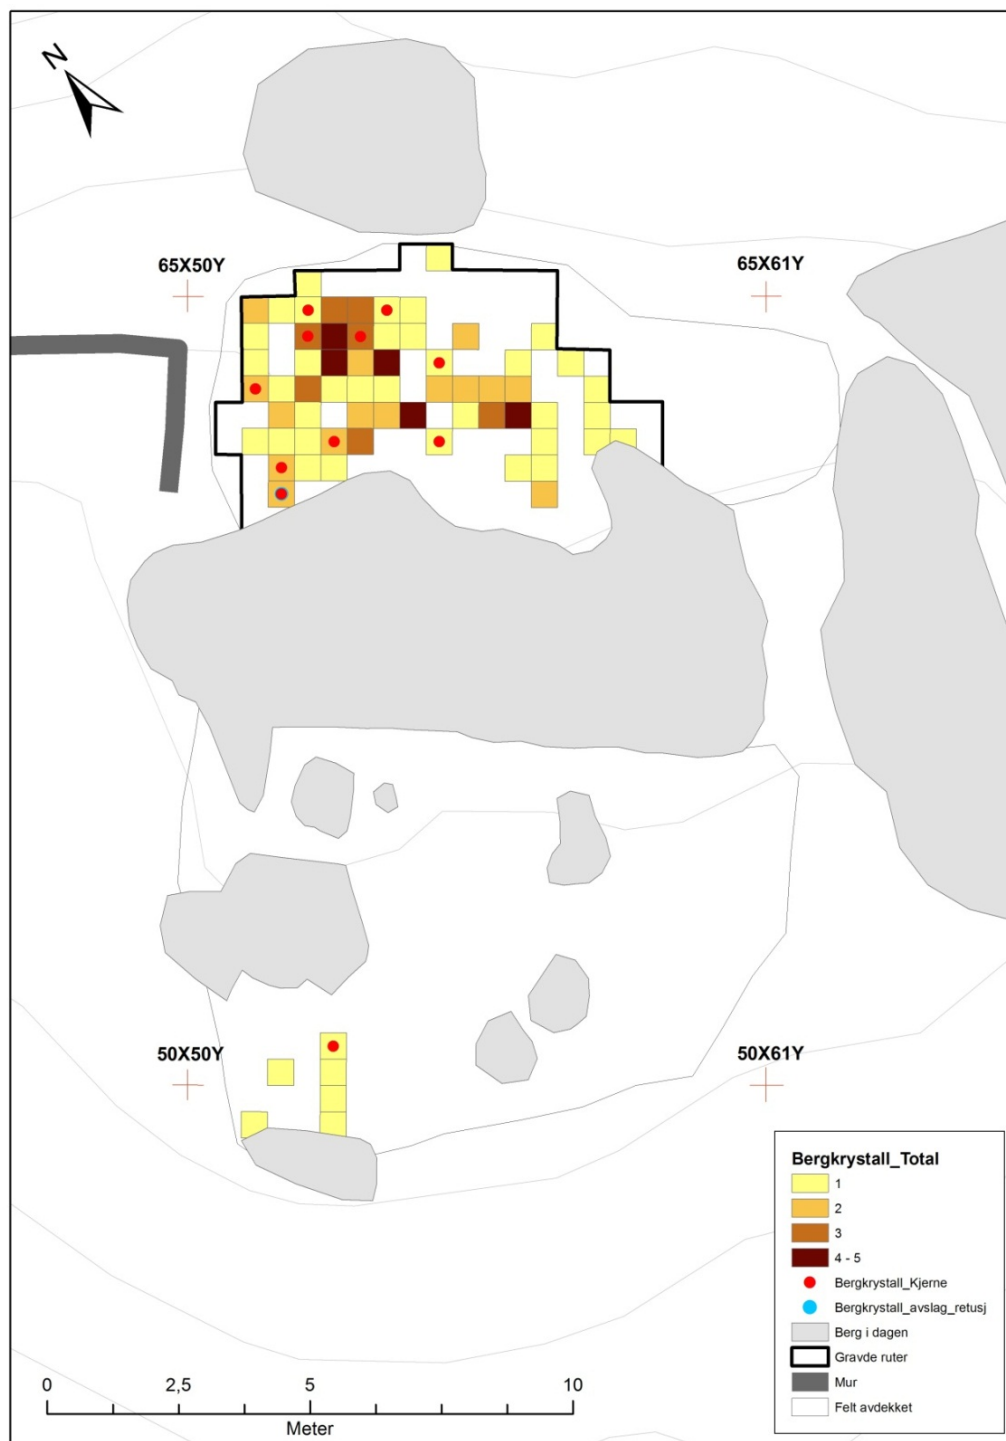 N
65X50Y
65X61Y
50X50Y
50X61Y
Bergkrystall_Total
1
2
3
4 - 5
Bergkrystall_Kjerne
Bergkrystall_avslag_retusj
Berg i dagen
Gravde ruter
Mur
Felt avdekket
0 2,5 5 10
Meter